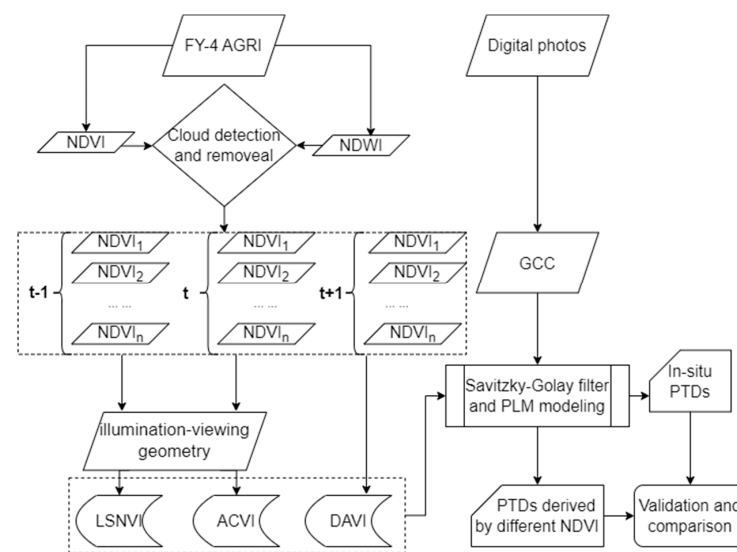 FY-4 AGRI
Digital photos
NDVI
Cloud detection
and removeal
NDWI
t-1
NDVI1
NDVI2
... ...
NDVIn
t
NDVI1
NDVI2
... ...
NDVIn
t+1
NDVI1
NDVI2
... ...
NDVIn
GCC
Savitzky-Golay filter
and PLM modeling
In-situ
PTDs
illumination-viewing
geometry
LSNVI
ACVI
DAVI
PTDs derived
by different NDVI
Validation and
comparison